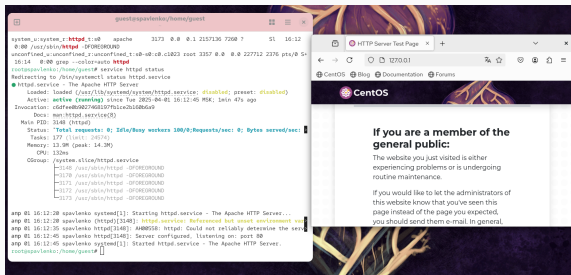 guest@spavlenko:/home/guest
system_u:system_r:httpd_t:s0 apache 3173 0.0 0.1 2157136 7260 ? Sl 16:12
0:00 /usr/sbin/httpd -DFOREGROUND
unconfined_u:unconfined_r:unconfined_t:s0-s0:c0.c1023 root 3357 0.0 0.0 227712 2376 pts/0 S+
16:14 0:00 grep --color=auto httpd
root@spavlenko:/home/guest# service httpd status
Redirecting to /bin/systemctl status httpd.service
● httpd.service - The Apache HTTP Server
Loaded: loaded (/usr/lib/systemd/system/httpd.service; disabled; preset: disabled)
Active: active (running) since Tue 2025-04-01 16:12:45 MSK; 1min 47s ago
Invocation:
Docs: man:httpd.service(8)
Main PID: 3148 (httpd)
Status: "Total requests: 0; Idle/Busy workers 100/0;Requests/sec: 0; Bytes served/sec:
Tasks: 177 (limit: 24574)
Memory: 13.9M (peak: 14.3M)
CPU: 132ms
CGroup: /system.slice/httpd.service
├─3148 /usr/sbin/httpd -DFOREGROUND
├─3170 /usr/sbin/httpd -DFOREGROUND
├─3171 /usr/sbin/httpd -DFOREGROUND
├─3172 /usr/sbin/httpd -DFOREGROUND
└─3173 /usr/sbin/httpd -DFOREGROUND
апр 01 16:12:20 spavlenko systemd[1]: Starting httpd.service - The Apache HTTP Server...
апр 01 16:12:20 spavlenko (httpd)[3148]: httpd.service: Referenced but unset environment var
апр 01 16:12:35 spavlenko httpd[3148]: AH00558: httpd: Could not reliably determine the serv
апр 01 16:12:45 spavlenko httpd[3148]: Server configured, listening on: port 80
апр 01 16:12:45 spavlenko systemd[1]: Started httpd.service - The Apache HTTP Server.
root@spavlenko:/home/guest#
HTTP Server Test Page
127.0.0.1
CentOS Blog Documentation Forums
CentOS
If you are a member of the
general public:
The website you just visited is either
experiencing problems or is undergoing
routine maintenance.
If you would like to let the administrators of
this website know that you've seen this
page instead of the page you expected,
you should send them e-mail. In general,